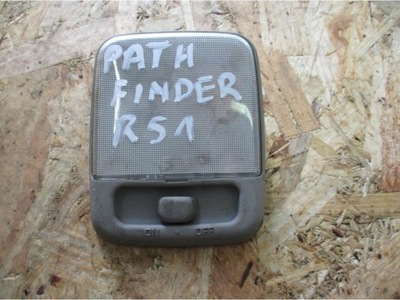 PATH
FINDER
R51
ON OFF